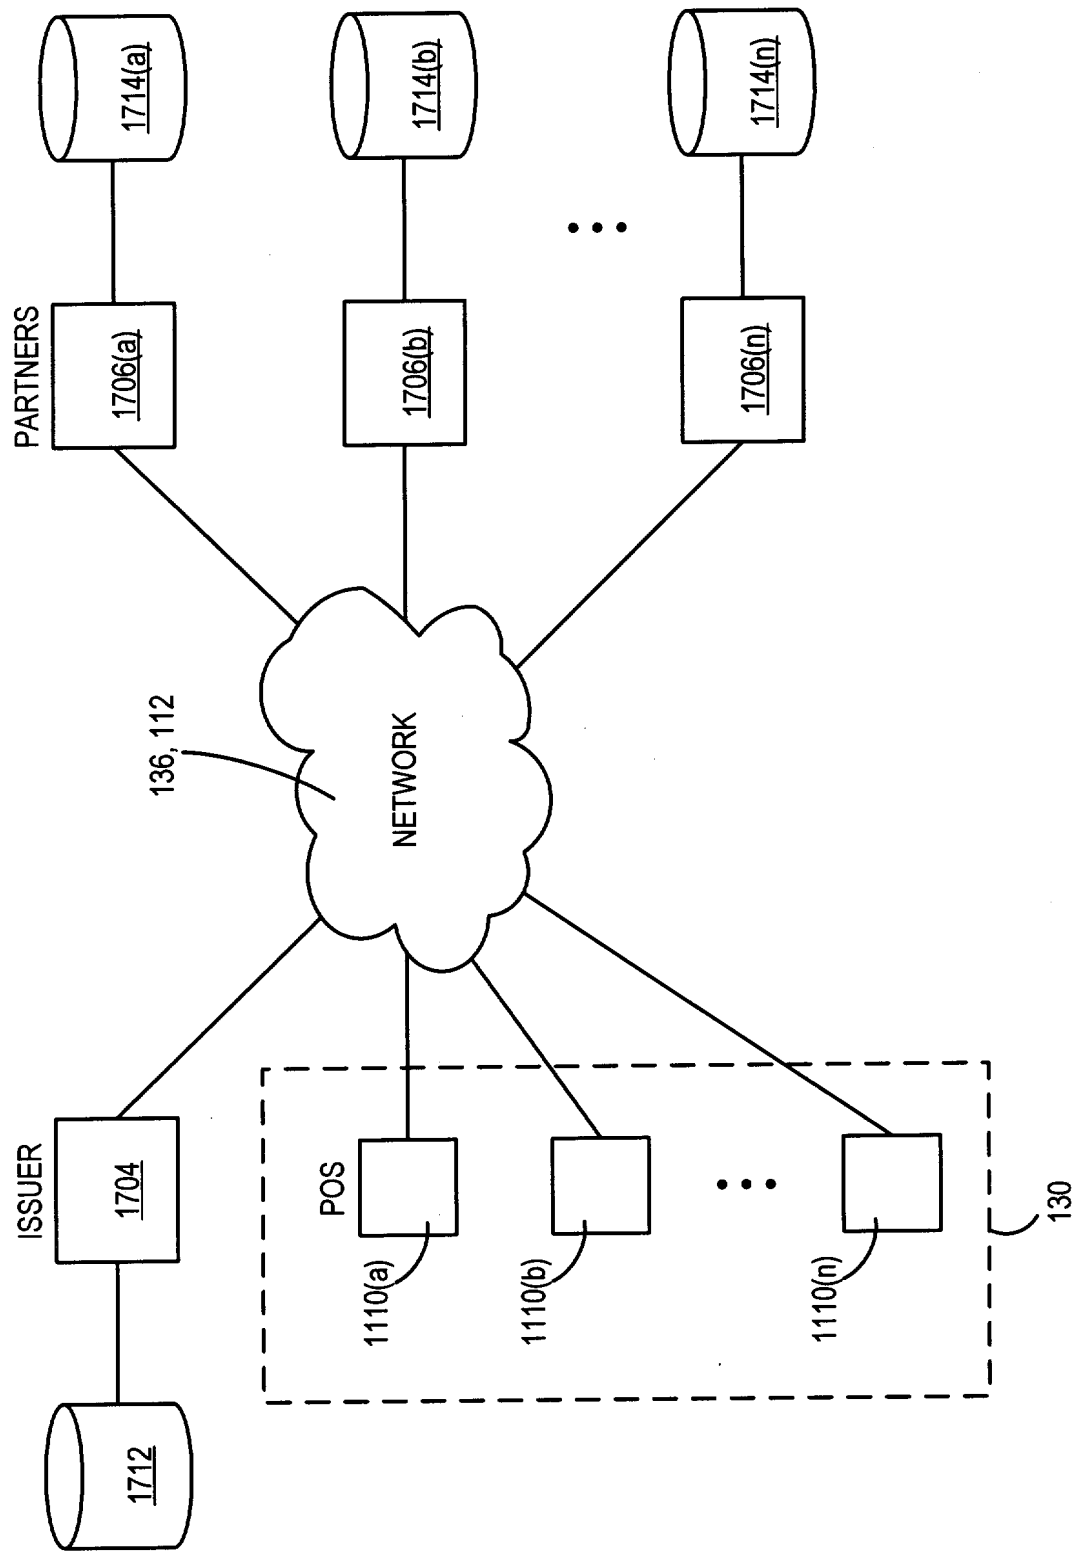 ISSUER
1712
1704
POS
1110(a)
1110(b)
1110(n)
130
136, 112
NETWORK
PARTNERS
1706(a)
1714(a)
1706(b)
1714(b)
1706(n)
1714(n)